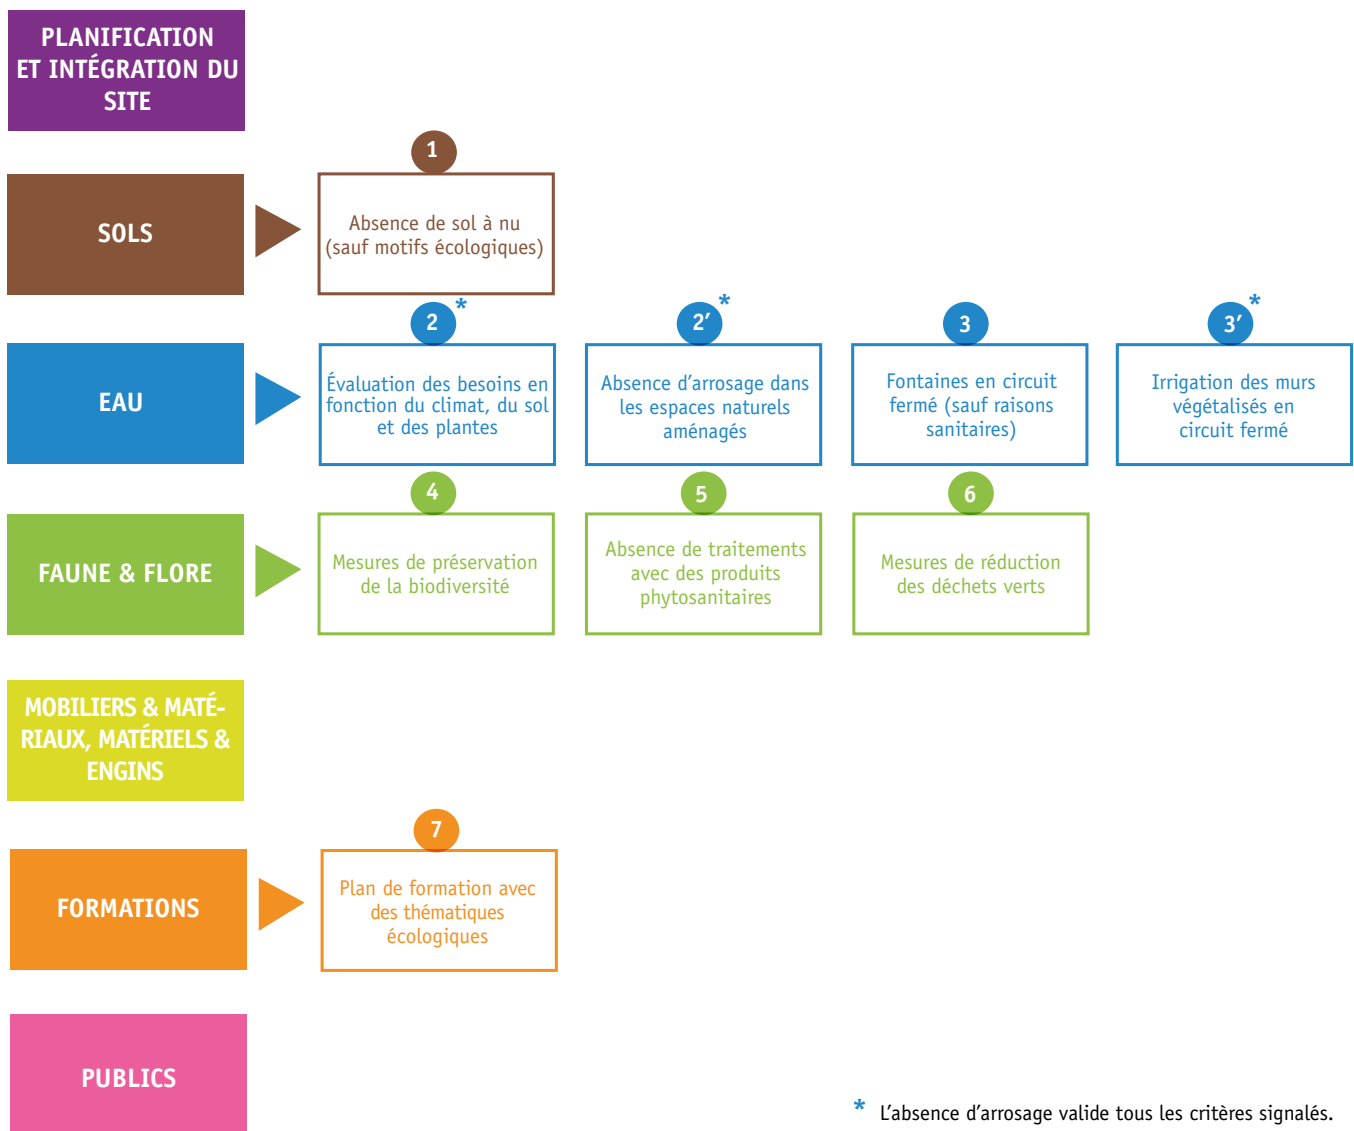 PLANIFICATION
ET INTÉGRATION DU
SITE
1
SOLS
Absence de sol à nu
(sauf motifs écologiques)
2 *
2’ *
3
3’ *
EAU
Évaluation des besoins en
fonction du climat, du sol
et des plantes
Absence d’arrosage dans
les espaces naturels
aménagés
Fontaines en circuit
fermé (sauf raisons
sanitaires)
Irrigation des murs
végétalisés en
circuit fermé
4
5
6
FAUNE & FLORE
Mesures de préservation
de la biodiversité
Absence de traitements
avec des produits
phytosanitaires
Mesures de réduction
des déchets verts
MOBILIERS & MATÉ-
RIAUX, MATÉRIELS &
ENGINS
7
FORMATIONS
Plan de formation avec
des thématiques
écologiques
PUBLICS
* L’absence d’arrosage valide tous les critères signalés.